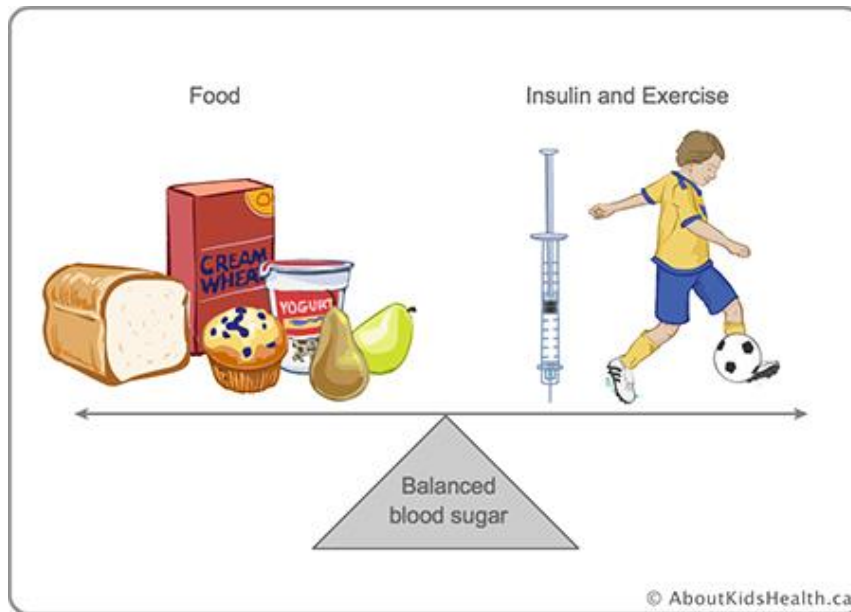 Food
Insulin and Exercise
CREAM
WHEA
YOGURT
Balanced
blood sugar
© AboutKidsHealth.ca